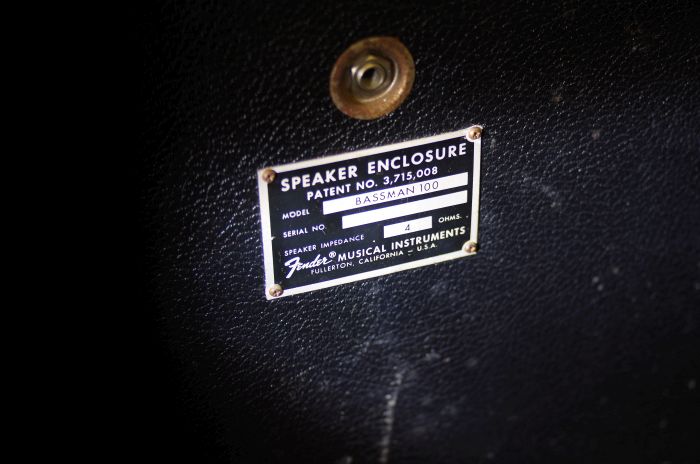 SPEAKER ENCLOSURE
PATENT NO. 3,715,008
MODEL BASSMAN 100
SERIAL NO.
SPEAKER IMPEDANCE 4 OHMS.
Fender® MUSICAL INSTRUMENTS
FULLERTON, CALIFORNIA – U.S.A.